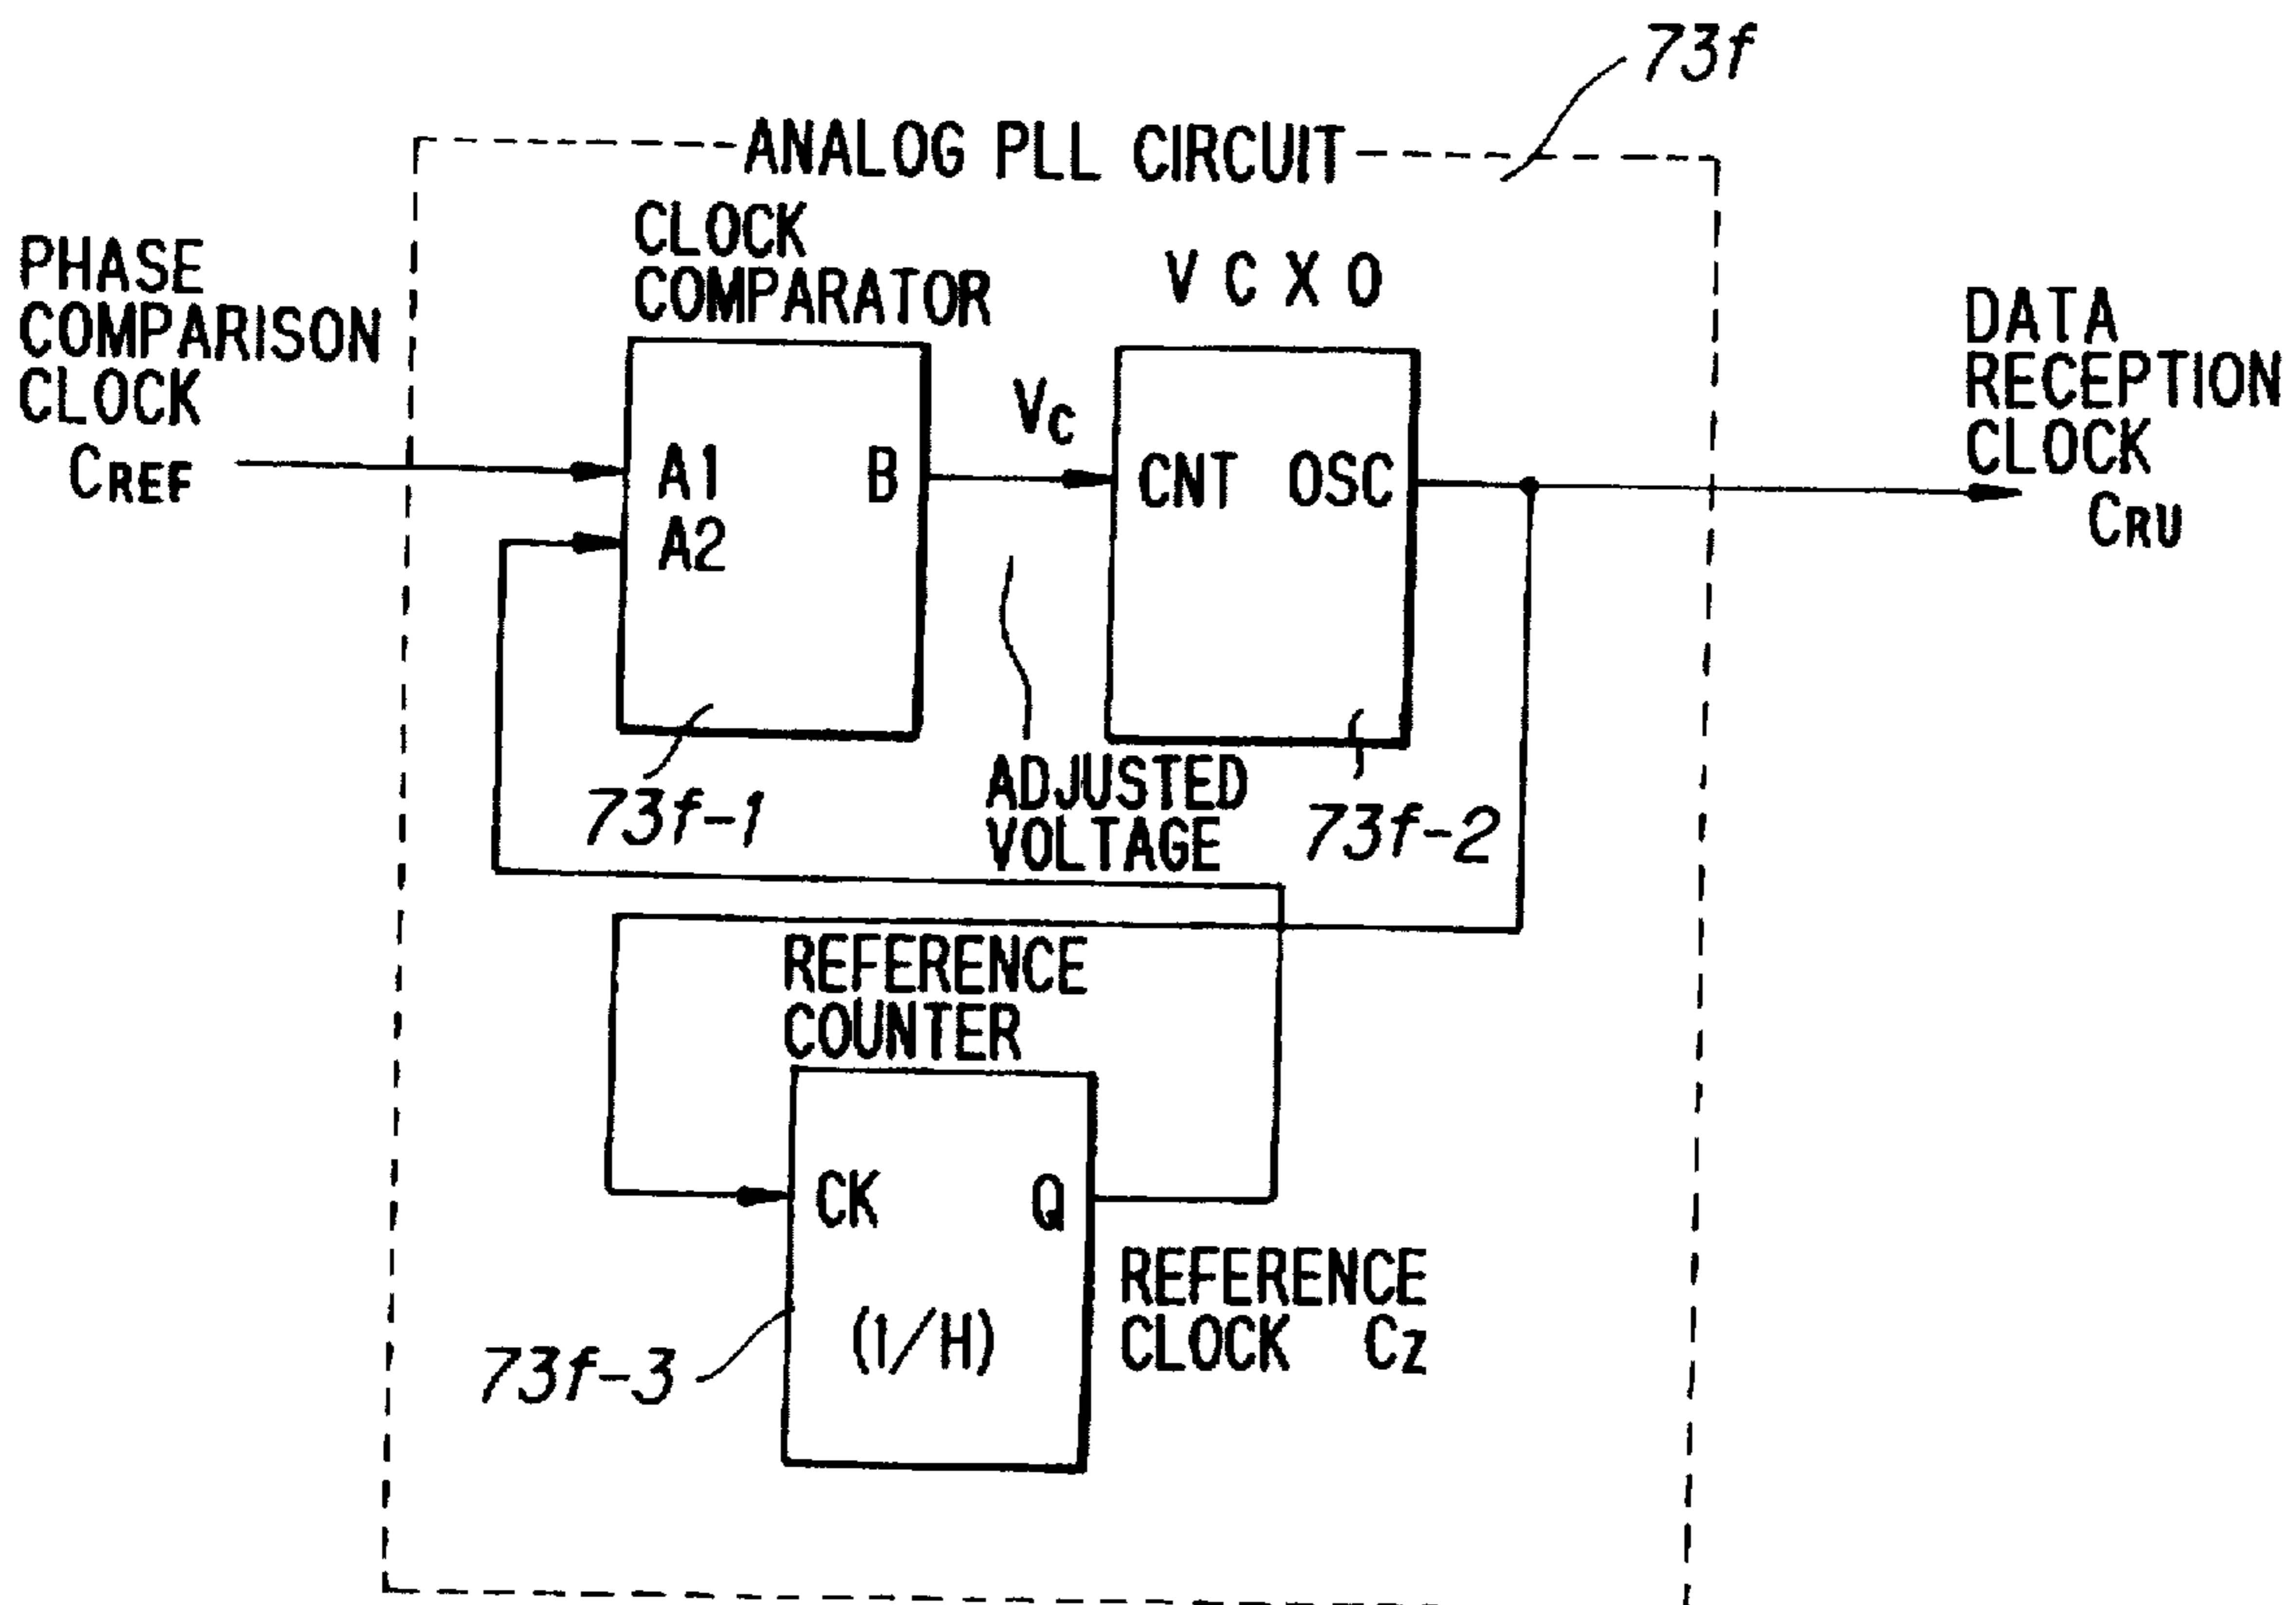 73f
ANALOG PLL CIRCUIT
PHASE
COMPARISON
CLOCK
CREF
CLOCK
COMPARATOR
V C X O
DATA
RECEPTION
CLOCK
CRU
A1
A2
B
VC
CNT
OSC
73f-1
ADJUSTED
VOLTAGE
73f-2
REFERENCE
COUNTER
CK
Q
(1/H)
73f-3
REFERENCE
CLOCK CZ